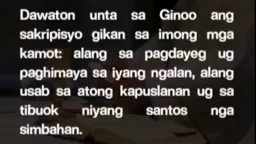 Dawaton unta sa Ginoo ang
sakripisyo gikan sa imong mga
kamot: alang sa pagdayeg ug
paghimaya sa iyang ngalan, alang
usab sa atong kapuslanan ug sa
tibuok niyang santos nga
simbahan.